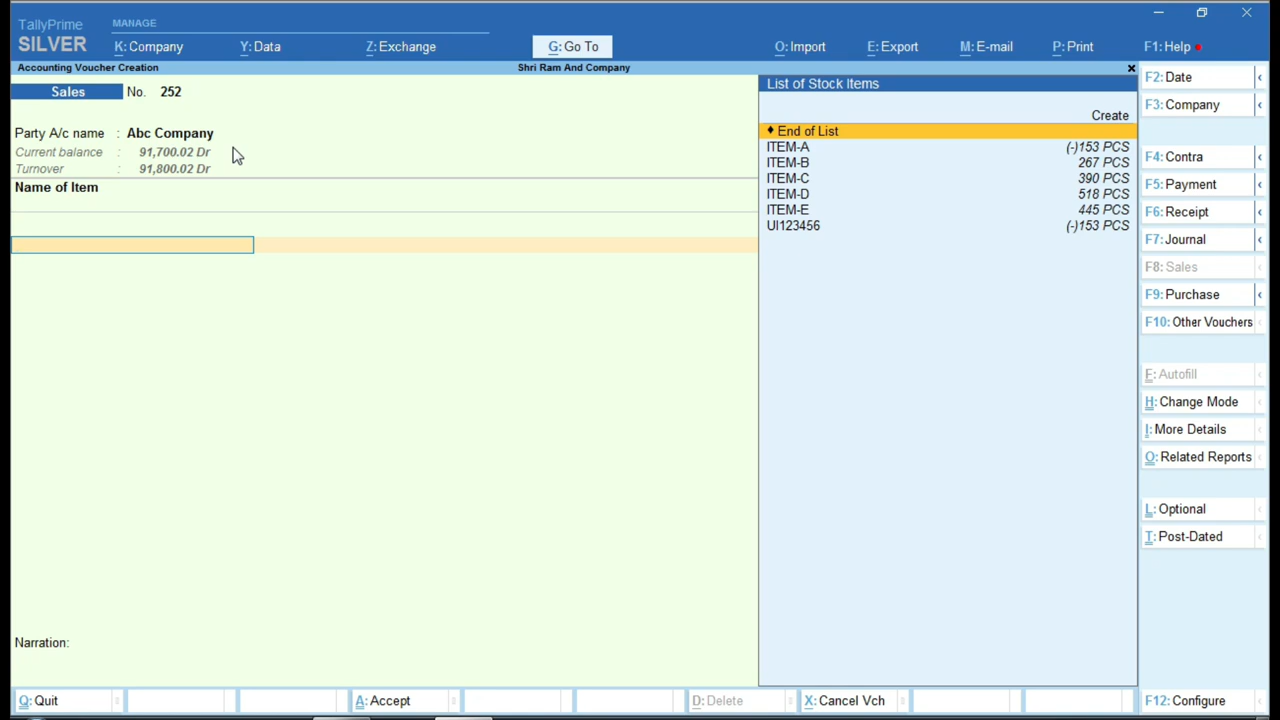 TallyPrime
MANAGE
SILVER
K: Company
Y: Data
Z: Exchange
G: Go To
O: Import
E: Export
M: E-mail
P: Print
F1: Help
Accounting Voucher Creation
Shri Ram And Company
Sales
No. 252
Party A/c name : Abc Company
Current balance : 91,700.02 Dr
Turnover : 91,800.02 Dr
Name of Item
Narration:
List of Stock Items
Create
♦ End of List
ITEM-A (-)153 PCS
ITEM-B 267 PCS
ITEM-C 390 PCS
ITEM-D 518 PCS
ITEM-E 445 PCS
UI123456 (-)153 PCS
F2: Date
F3: Company
F4: Contra
F5: Payment
F6: Receipt
F7: Journal
F8: Sales
F9: Purchase
F10: Other Vouchers
F: Autofill
H: Change Mode
I: More Details
O: Related Reports
L: Optional
T: Post-Dated
Q: Quit
A: Accept
D: Delete
X: Cancel Vch
F12: Configure